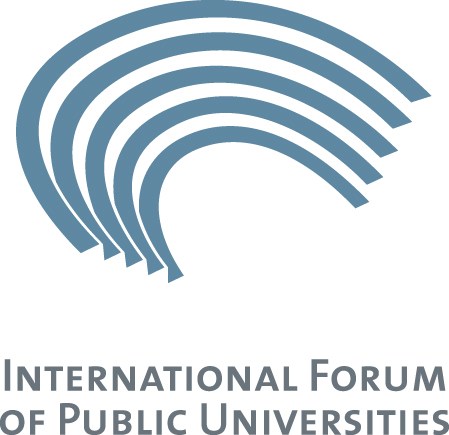 International Forum
of Public Universities